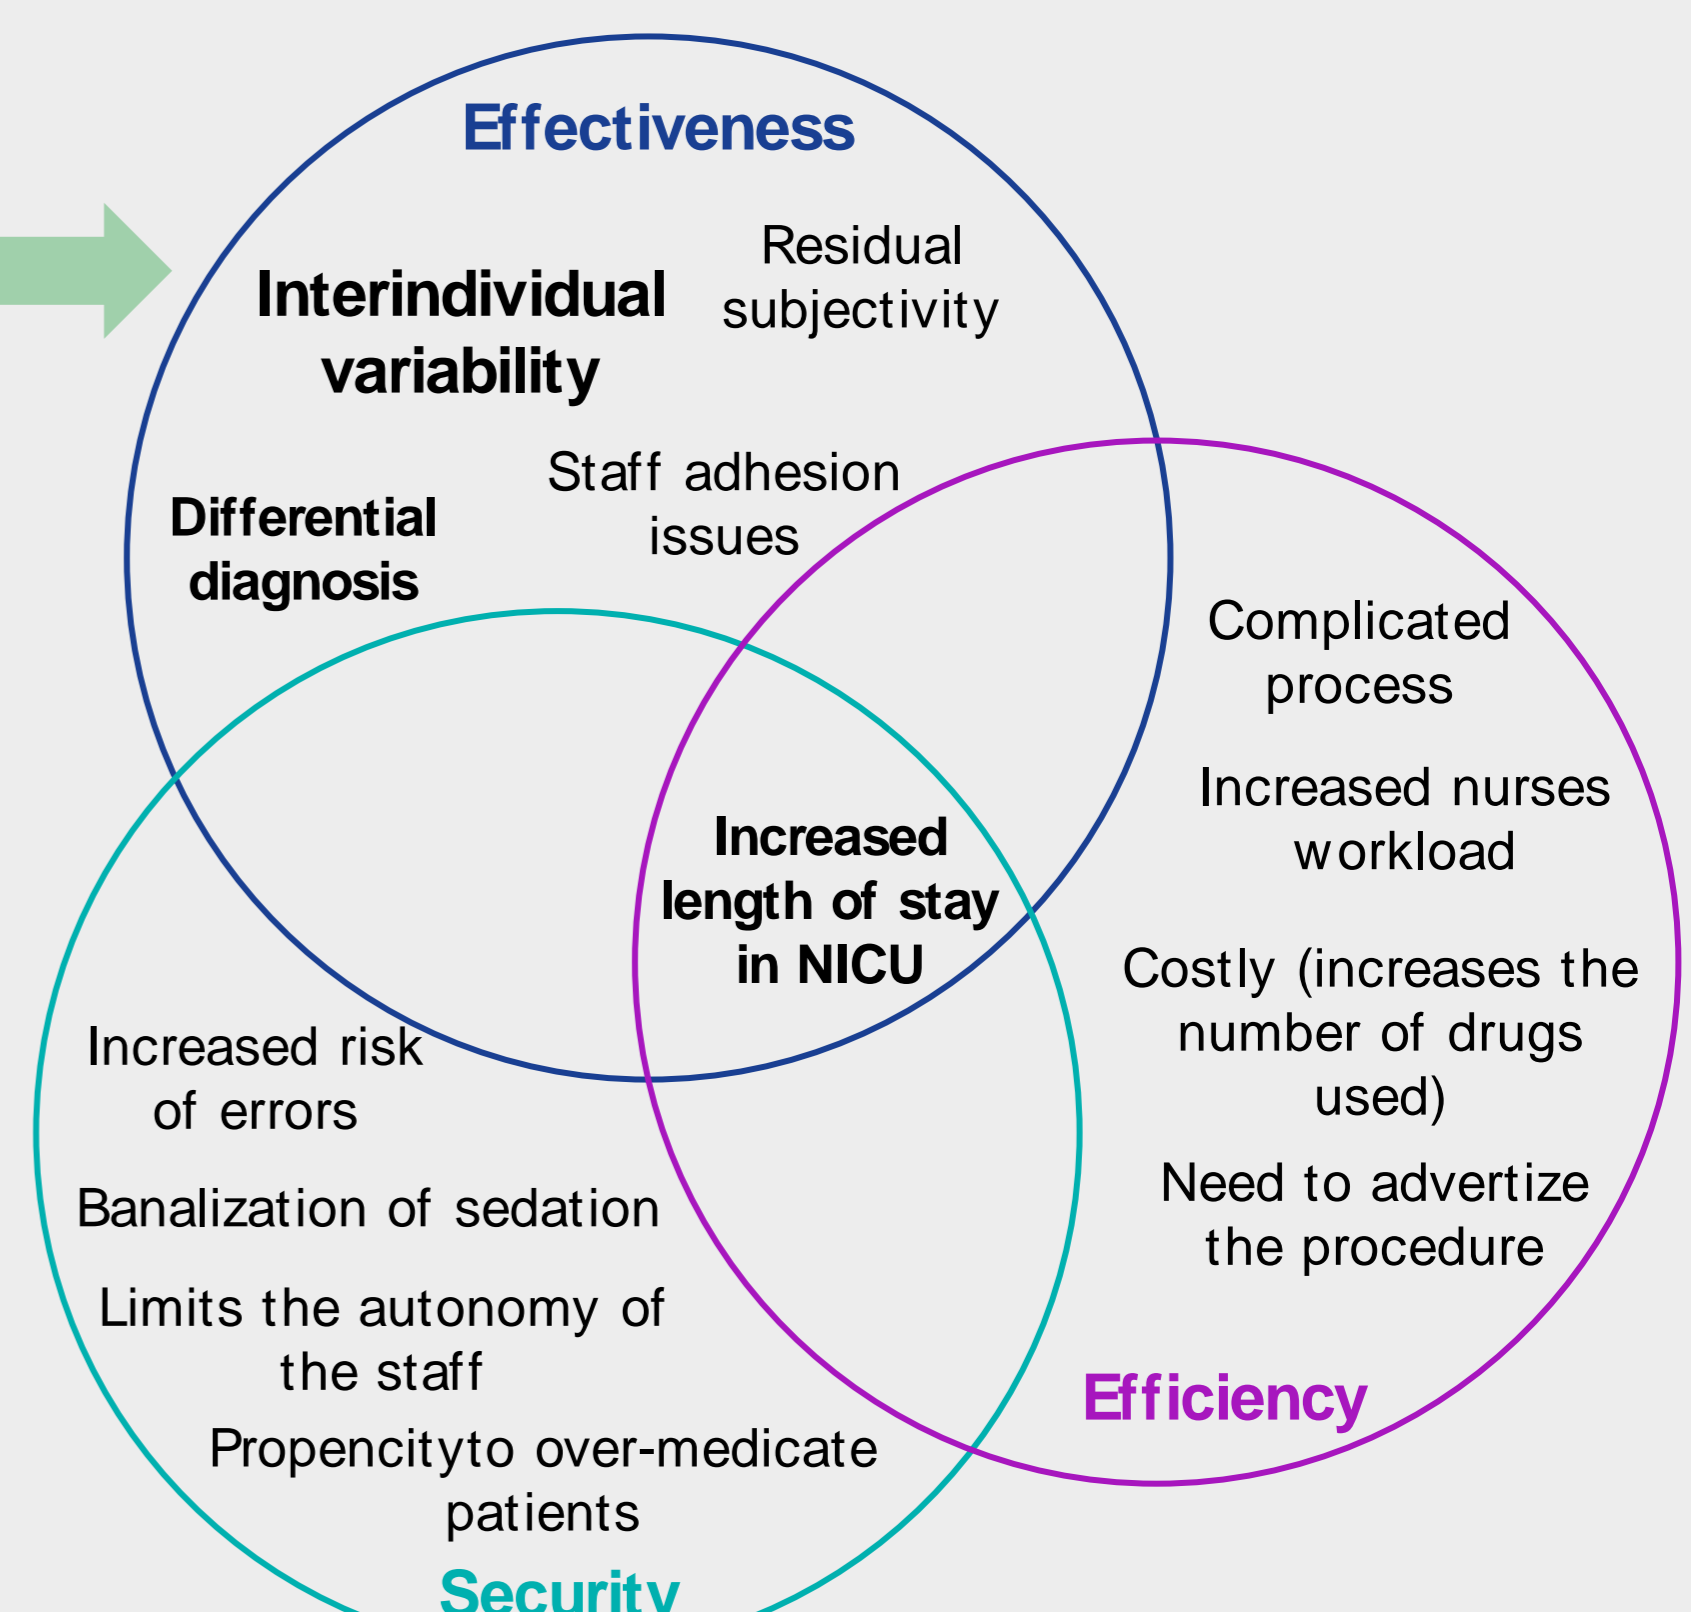 Effectiveness
Residual
subjectivity
Interindividual
variability
Staff adhesion
issues
Differential
diagnosis
Complicated
process
Increased nurses
workload
Increased
length of stay
in NICU
Costly (increases the
number of drugs
used)
Increased risk
of errors
Need to advertize
the procedure
Banalization of sedation
Limits the autonomy of
the staff
Efficiency
Propencityto over-medicate
patients
Security